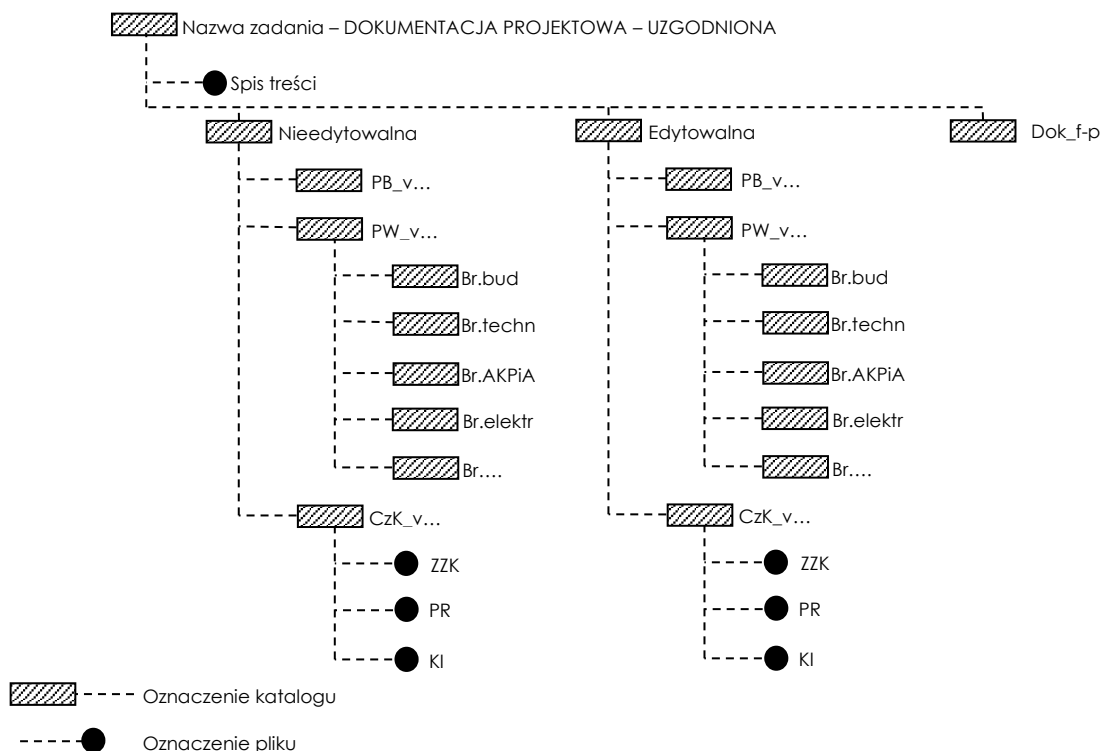 Nazwa zadania – DOKUMENTACJA PROJEKTOWA – UZGODNIONA
Spis treści
Nieedytowalna
Edytowalna
Dok_f-p
PB_v...
PB_v...
PW_v...
PW_v...
Br.bud
Br.bud
Br.techn
Br.techn
Br.AKPiA
Br.AKPiA
Br.elektr
Br.elektr
Br....
Br....
CzK_v...
CzK_v...
ZZK
ZZK
PR
PR
KI
KI
Oznaczenie katalogu
Oznaczenie pliku